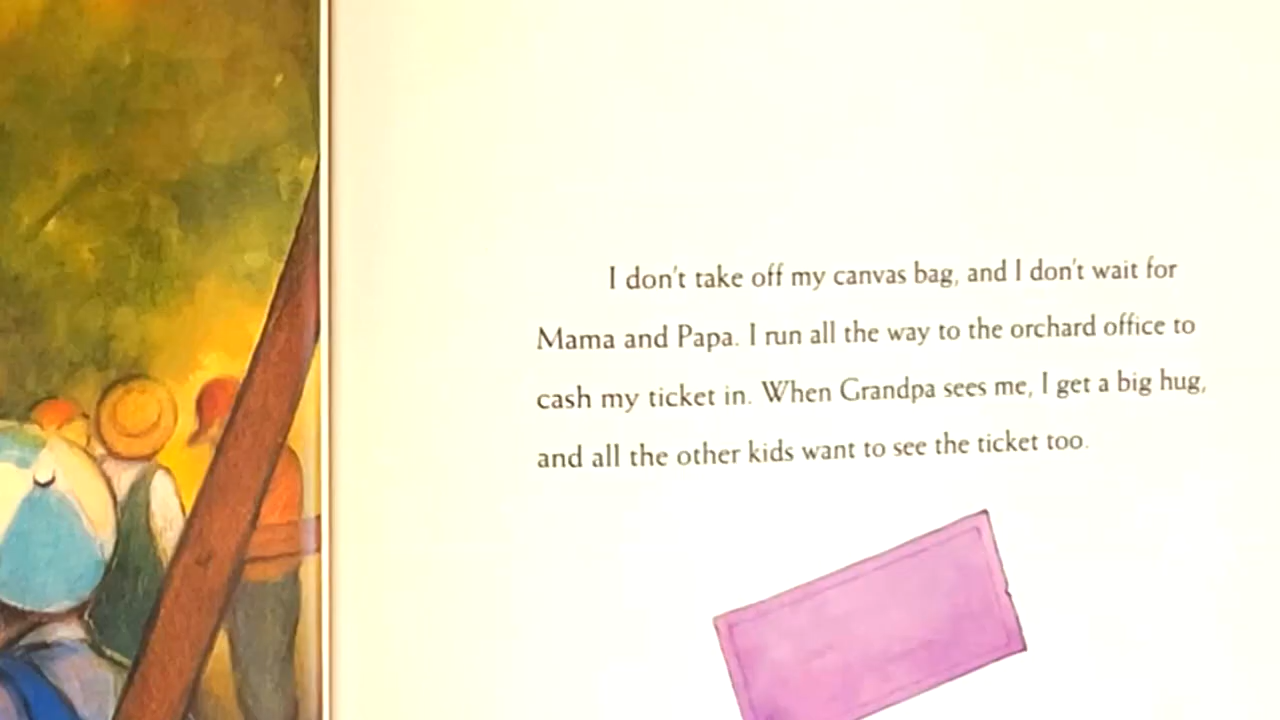 I don't take off my canvas bag, and I don't wait for
Mama and Papa. I run all the way to the orchard office to
cash my ticket in. When Grandpa sees me, I get a big hug,
and all the other kids want to see the ticket too.